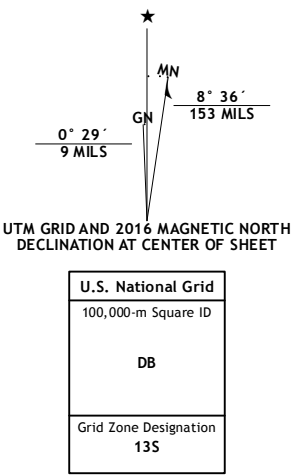 MN
8° 36´
153 MILS
GN
0° 29´
9 MILS
UTM GRID AND 2016 MAGNETIC NORTH
DECLINATION AT CENTER OF SHEET
U.S. National Grid
100,000-m Square ID
DB
Grid Zone Designation
13S